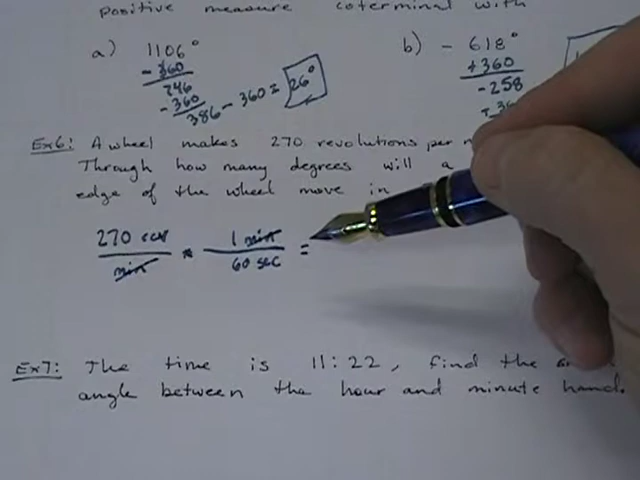 positive measure coterminal with
a) 1106°
- 360
746
- 360
386 - 360 = 26°
b) - 618°
+ 360
- 258
Ex6: A wheel makes 270 revolutions per
Through how many degrees will a
edge of the wheel move in
270 rev / min * 1 min / 60 sec =
Ex7: The time is 11:22, find the
angle between the hour and minute hand.